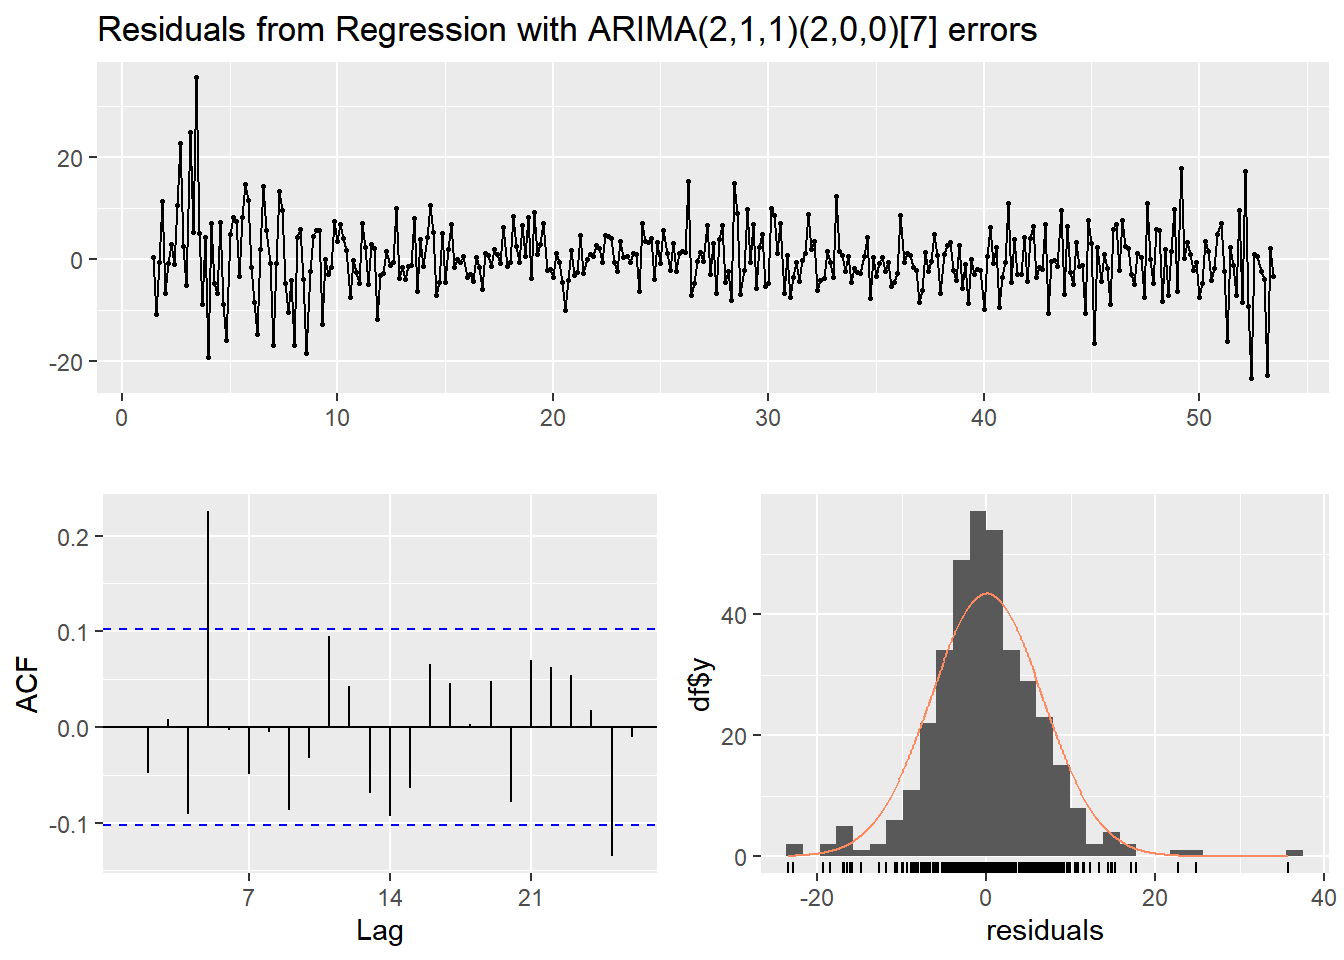 Residuals from Regression with ARIMA(2,1,1)(2,0,0)[7] errors
20
0
-20
0 10 20 30 40 50
ACF
0.2
0.1
0.0
-0.1
7 14 21
Lag
df$y
40
20
0
-20 0 20 40
residuals